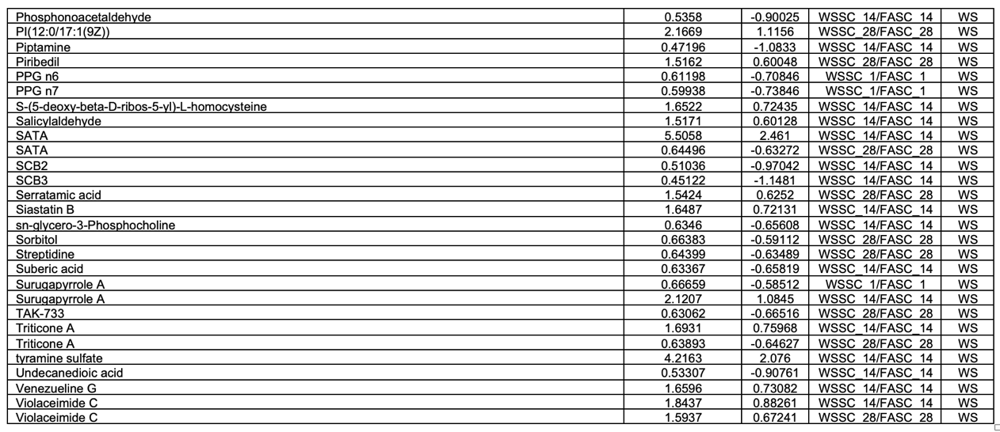 Phosphonoacetaldehyde 0.5358 -0.90025 WSSC_14/FASC_14 WS
PI(12:0/17:1(9Z)) 2.1669 1.1156 WSSC_28/FASC_28 WS
Piptamine 0.47196 -1.0833 WSSC_14/FASC_14 WS
Piribedil 1.5162 0.60048 WSSC_28/FASC_28 WS
PPG n6 0.61198 -0.70846 WSSC_1/FASC_1 WS
PPG n7 0.59938 -0.73846 WSSC_1/FASC_1 WS
S-(5-deoxy-beta-D-ribos-5-yl)-L-homocysteine 1.6522 0.72435 WSSC_14/FASC_14 WS
Salicylaldehyde 1.5171 0.60128 WSSC_14/FASC_14 WS
SATA 5.5058 2.461 WSSC_14/FASC_14 WS
SATA 0.64496 -0.63272 WSSC_28/FASC_28 WS
SCB2 0.51036 -0.97042 WSSC_14/FASC_14 WS
SCB3 0.45122 -1.1481 WSSC_14/FASC_14 WS
Serratamic acid 1.5424 0.6252 WSSC_28/FASC_28 WS
Siastatin B 1.6487 0.72131 WSSC_14/FASC_14 WS
sn-glycero-3-Phosphocholine 0.6346 -0.65608 WSSC_14/FASC_14 WS
Sorbitol 0.66383 -0.59112 WSSC_28/FASC_28 WS
Streptidine 0.64399 -0.63489 WSSC_28/FASC_28 WS
Suberic acid 0.63367 -0.65819 WSSC_14/FASC_14 WS
Surugapyrrole A 0.66659 -0.58512 WSSC_1/FASC_1 WS
Surugapyrrole A 2.1207 1.0845 WSSC_14/FASC_14 WS
TAK-733 0.63062 -0.66516 WSSC_28/FASC_28 WS
Triticone A 1.6931 0.75968 WSSC_14/FASC_14 WS
Triticone A 0.63893 -0.64627 WSSC_28/FASC_28 WS
tyramine sulfate 4.2163 2.076 WSSC_14/FASC_14 WS
Undecanedioic acid 0.53307 -0.90761 WSSC_14/FASC_14 WS
Venezueline G 1.6596 0.73082 WSSC_14/FASC_14 WS
Violaceimide C 1.8437 0.88261 WSSC_14/FASC_14 WS
Violaceimide C 1.5937 0.67241 WSSC_28/FASC_28 WS